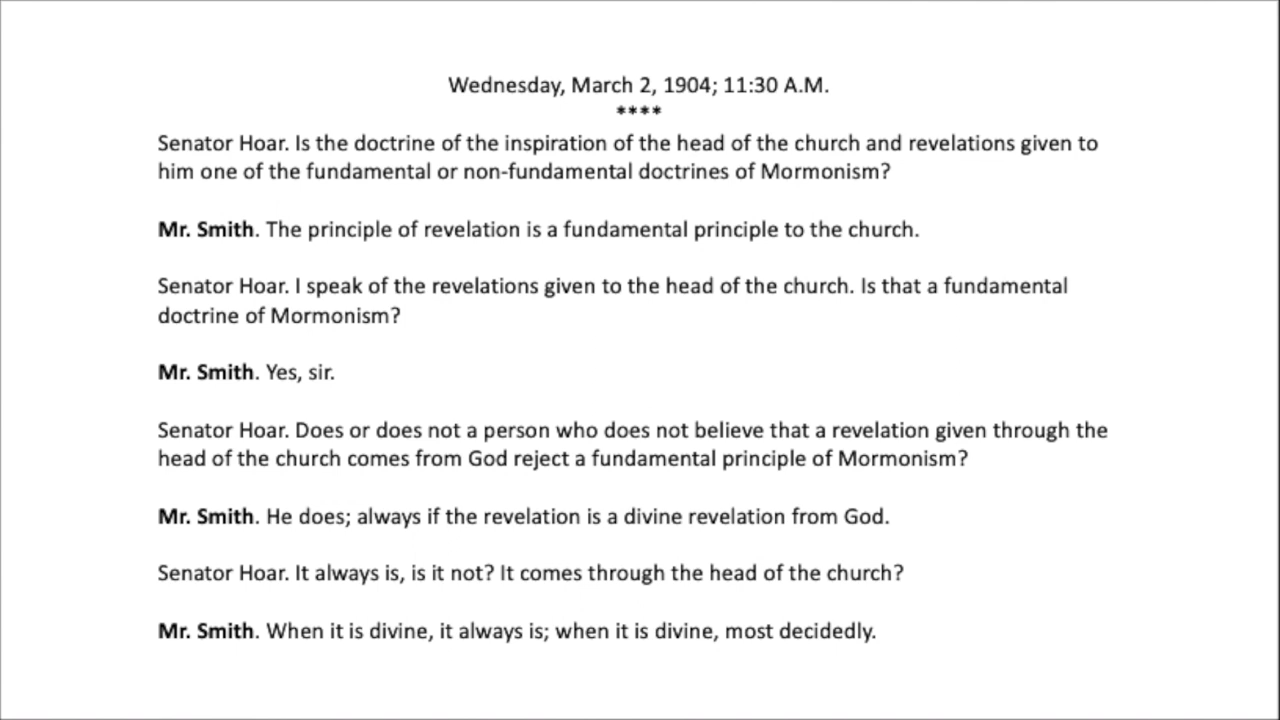 Wednesday, March 2, 1904; 11:30 A.M.
****
Senator Hoar. Is the doctrine of the inspiration of the head of the church and revelations given to
him one of the fundamental or non-fundamental doctrines of Mormonism?
Mr. Smith. The principle of revelation is a fundamental principle to the church.
Senator Hoar. I speak of the revelations given to the head of the church. Is that a fundamental
doctrine of Mormonism?
Mr. Smith. Yes, sir.
Senator Hoar. Does or does not a person who does not believe that a revelation given through the
head of the church comes from God reject a fundamental principle of Mormonism?
Mr. Smith. He does; always if the revelation is a divine revelation from God.
Senator Hoar. It always is, is it not? It comes through the head of the church?
Mr. Smith. When it is divine, it always is; when it is divine, most decidedly.